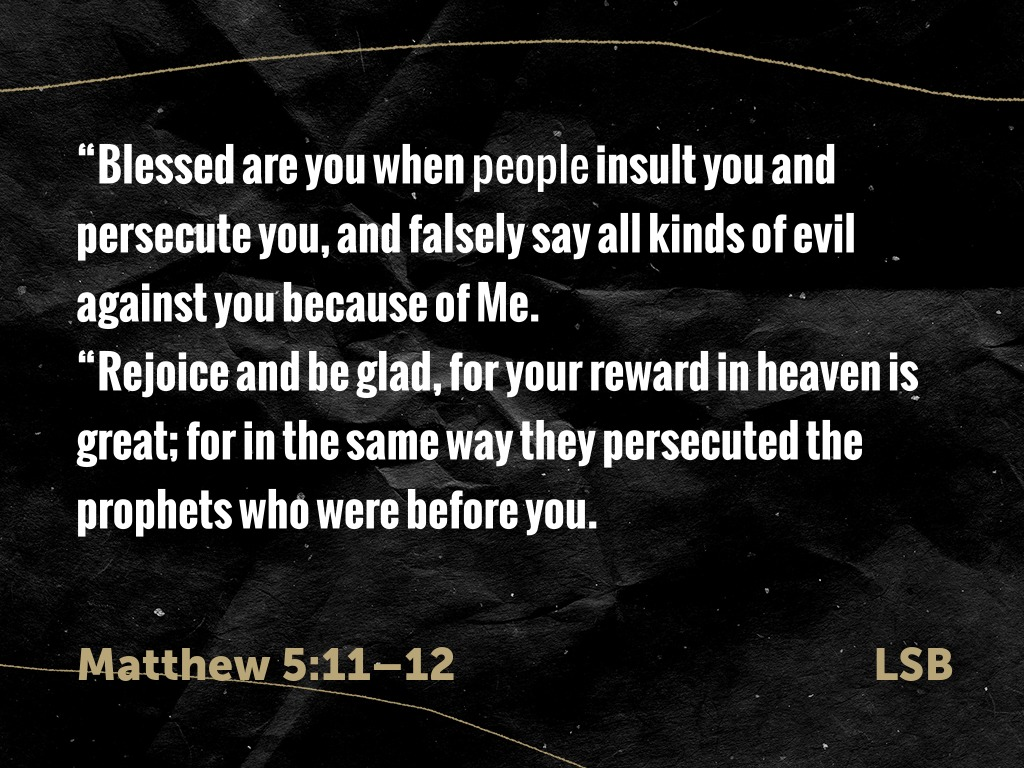 “Blessed are you when people insult you and
persecute you, and falsely say all kinds of evil
against you because of Me.
“Rejoice and be glad, for your reward in heaven is
great; for in the same way they persecuted the
prophets who were before you.
Matthew 5:11–12
LSB